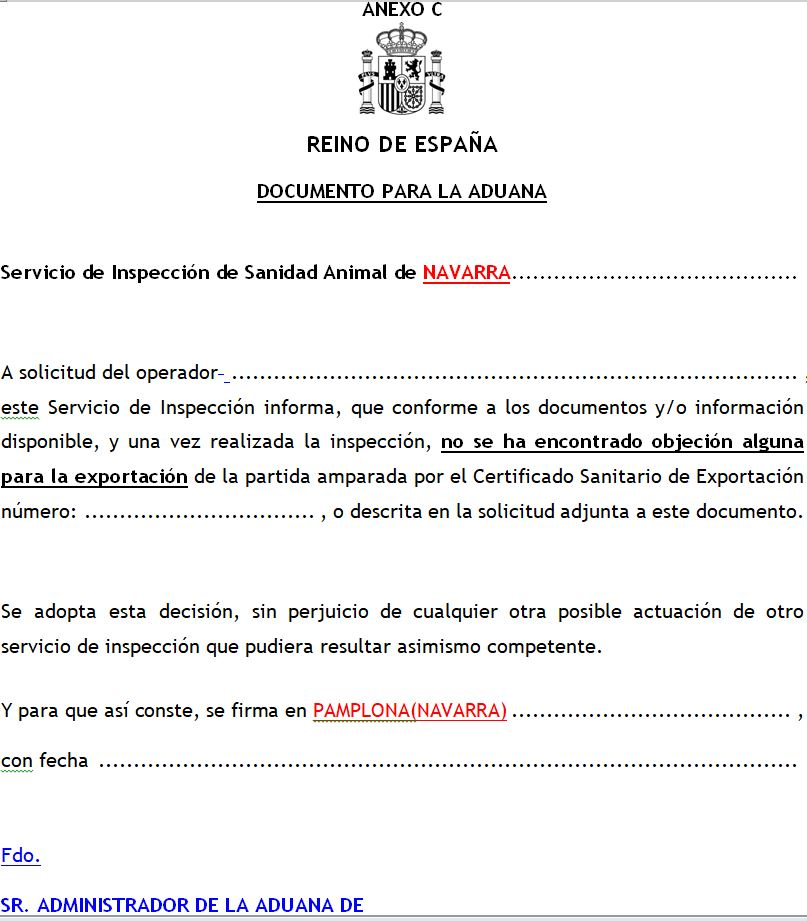 ANEXO C
PLVS VLTRA
REINO DE ESPAÑA
DOCUMENTO PARA LA ADUANA
Servicio de Inspección de Sanidad Animal de NAVARRA.........................................
A solicitud del operador- ................................................................................. ,
este Servicio de Inspección informa, que conforme a los documentos y/o información
disponible, y una vez realizada la inspección, no se ha encontrado objeción alguna
para la exportación de la partida amparada por el Certificado Sanitario de Exportación
número: ................................. , o descrita en la solicitud adjunta a este documento.
Se adopta esta decisión, sin perjuicio de cualquier otra posible actuación de otro
servicio de inspección que pudiera resultar asimismo competente.
Y para que así conste, se firma en PAMPLONA(NAVARRA) ........................................ ,
con fecha ....................................................................................................
Fdo.
SR. ADMINISTRADOR DE LA ADUANA DE